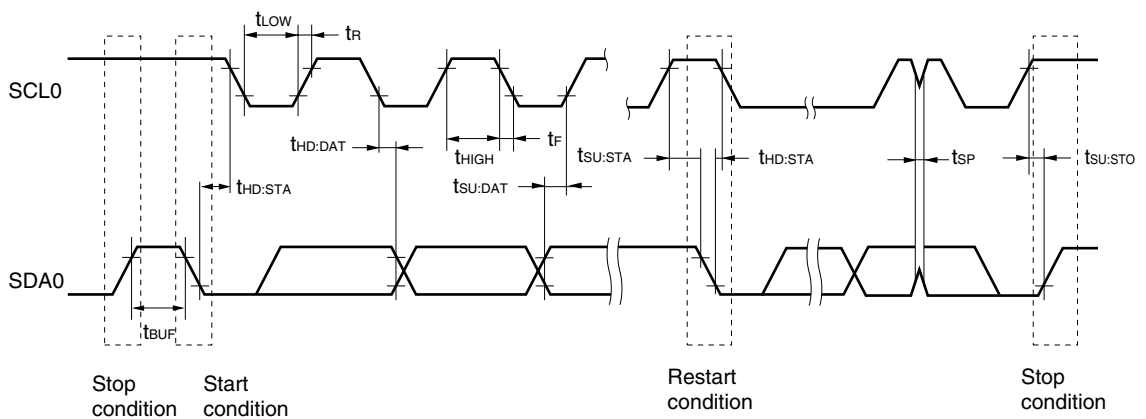 tLOW
tR
SCL0
tHD:DAT
tHIGH
tF
tSU:STA
tHD:STA
tSP
tSU:STO
tHD:STA
tSU:DAT
SDA0
tBUF
Stop
condition
Start
condition
Restart
condition
Stop
condition